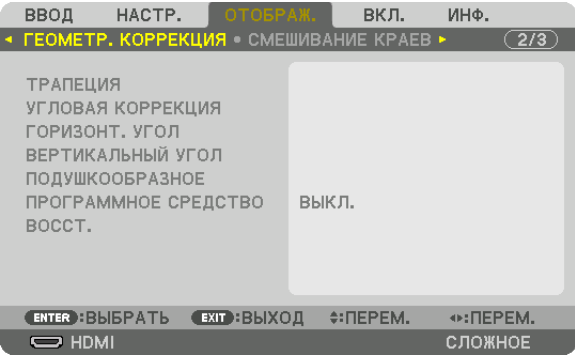 ВВОД НАСТР. ОТОБРАЖ. ВКЛ. ИНФ.
ГЕОМЕТР. КОРРЕКЦИЯ • СМЕШИВАНИЕ КРАЕВ 2/3
ТРАПЕЦИЯ
УГЛОВАЯ КОРРЕКЦИЯ
ГОРИЗОНТ. УГОЛ
ВЕРТИКАЛЬНЫЙ УГОЛ
ПОДУШКООБРАЗНОЕ
ПРОГРАММНОЕ СРЕДСТВО ВЫКЛ.
ВОССТ.
ENTER :ВЫБРАТЬ EXIT :ВЫХОД :ПЕРЕМ. :ПЕРЕМ.
HDMI СЛОЖНОЕ